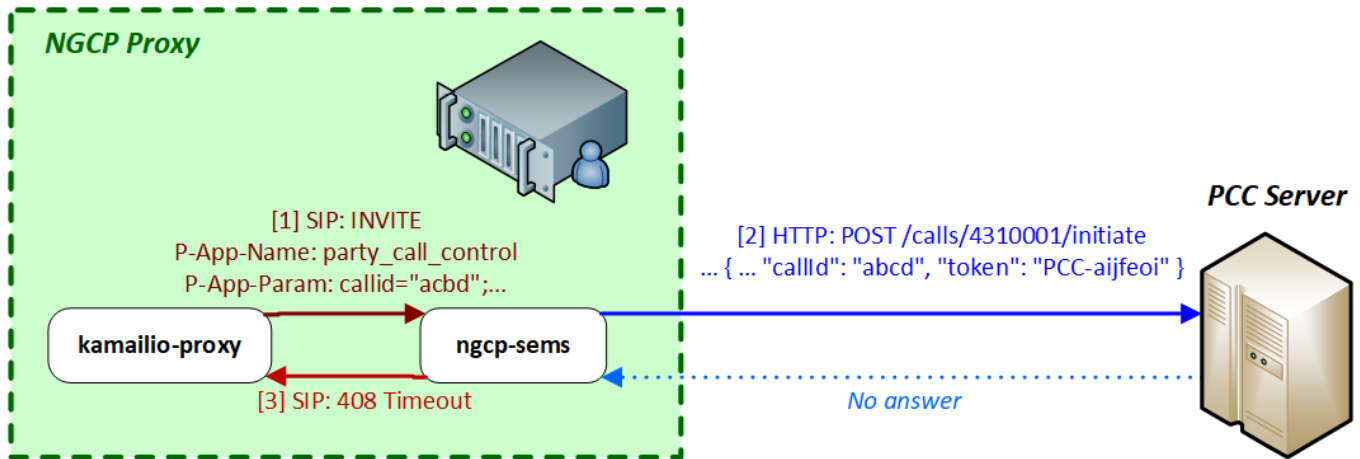 NGCP Proxy
[1] SIP: INVITE
P-App-Name: party_call_control
P-App-Param: callid="acbd";...
kamailio-proxy
ngcp-sems
[3] SIP: 408 Timeout
PCC Server
[2] HTTP: POST /calls/4310001/initiate
... { ... "callId": "abcd", "token": "PCC-aijfeoi" }
No answer